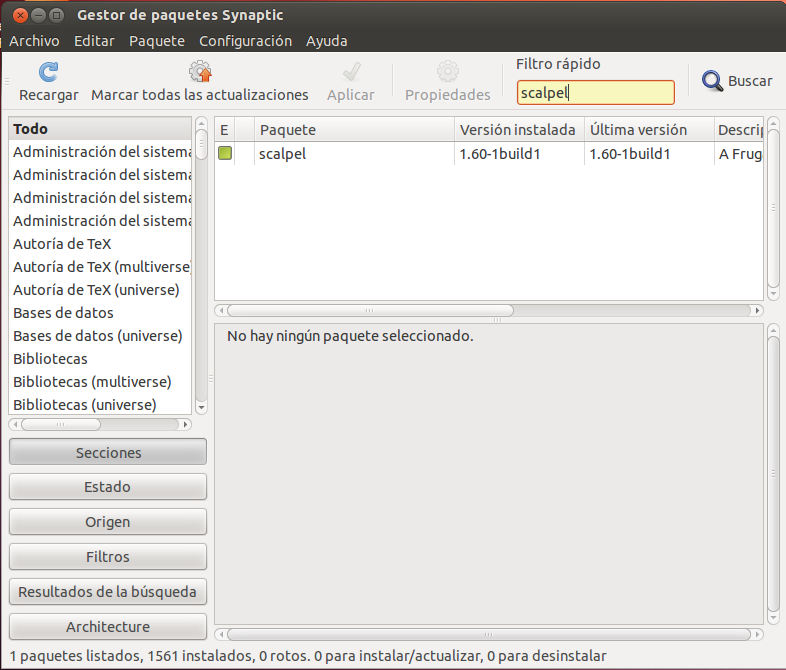 Gestor de paquetes Synaptic
Archivo Editar Paquete Configuración Ayuda
Recargar Marcar todas las actualizaciones Aplicar Propiedades
Filtro rápido
scalpel
Buscar
Todo
Administración del sistema
Administración del sistema
Administración del sistema
Administración del sistema
Autoría de TeX
Autoría de TeX (multiverse)
Autoría de TeX (universe)
Bases de datos
Bases de datos (universe)
Bibliotecas
Bibliotecas (multiverse)
Bibliotecas (universe)
Secciones
Estado
Origen
Filtros
Resultados de la búsqueda
Architecture
E Paquete Versión instalada Última versión Descrip
scalpel 1.60-1build1 1.60-1build1 A Frug
No hay ningún paquete seleccionado.
1 paquetes listados, 1561 instalados, 0 rotos. 0 para instalar/actualizar, 0 para desinstalar